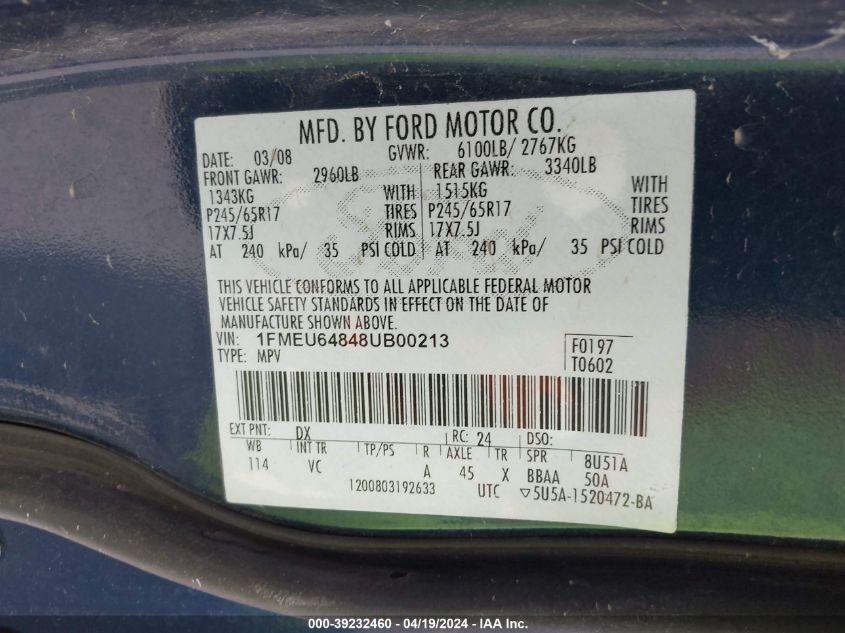 MFD. BY FORD MOTOR CO.
DATE: 03/08 GVWR: 6100LB/ 2767KG
FRONT GAWR: 2960LB REAR GAWR: 3340LB
1343KG WITH 1515KG WITH
P245/65R17 TIRES P245/65R17 TIRES
17X7.5J RIMS 17X7.5J RIMS
AT 240 kPa/ 35 PSI COLD AT 240 kPa/ 35 PSI COLD
THIS VEHICLE CONFORMS TO ALL APPLICABLE FEDERAL MOTOR
VEHICLE SAFETY STANDARDS IN EFFECT ON THE DATE OF
MANUFACTURE SHOWN ABOVE.
VIN: 1FMEU64848UB00213 F0197
TYPE: MPV T0602
EXT PNT: DX RC: 24 DSO:
WB INT TR TP/PS R AXLE TR SPR 8U51A
114 VC A 45 X BBAA 50A
1200803192633 UTC ▽5U5A-1520472-BA
000-39232460 - 04/19/2024 - IAA Inc.